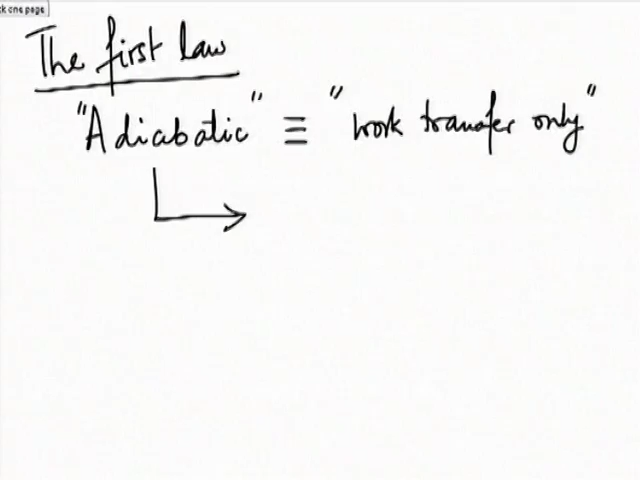 ck one page
The first law
"Adiabatic" ≡ "work transfer only"